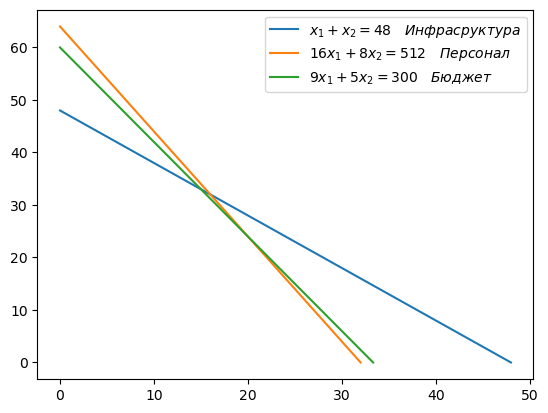 x₁ + x₂ = 48 Инфрасруктура
16x₁ + 8x₂ = 512 Персонал
9x₁ + 5x₂ = 300 Бюджет
60
50
40
30
20
10
0
0 10 20 30 40 50